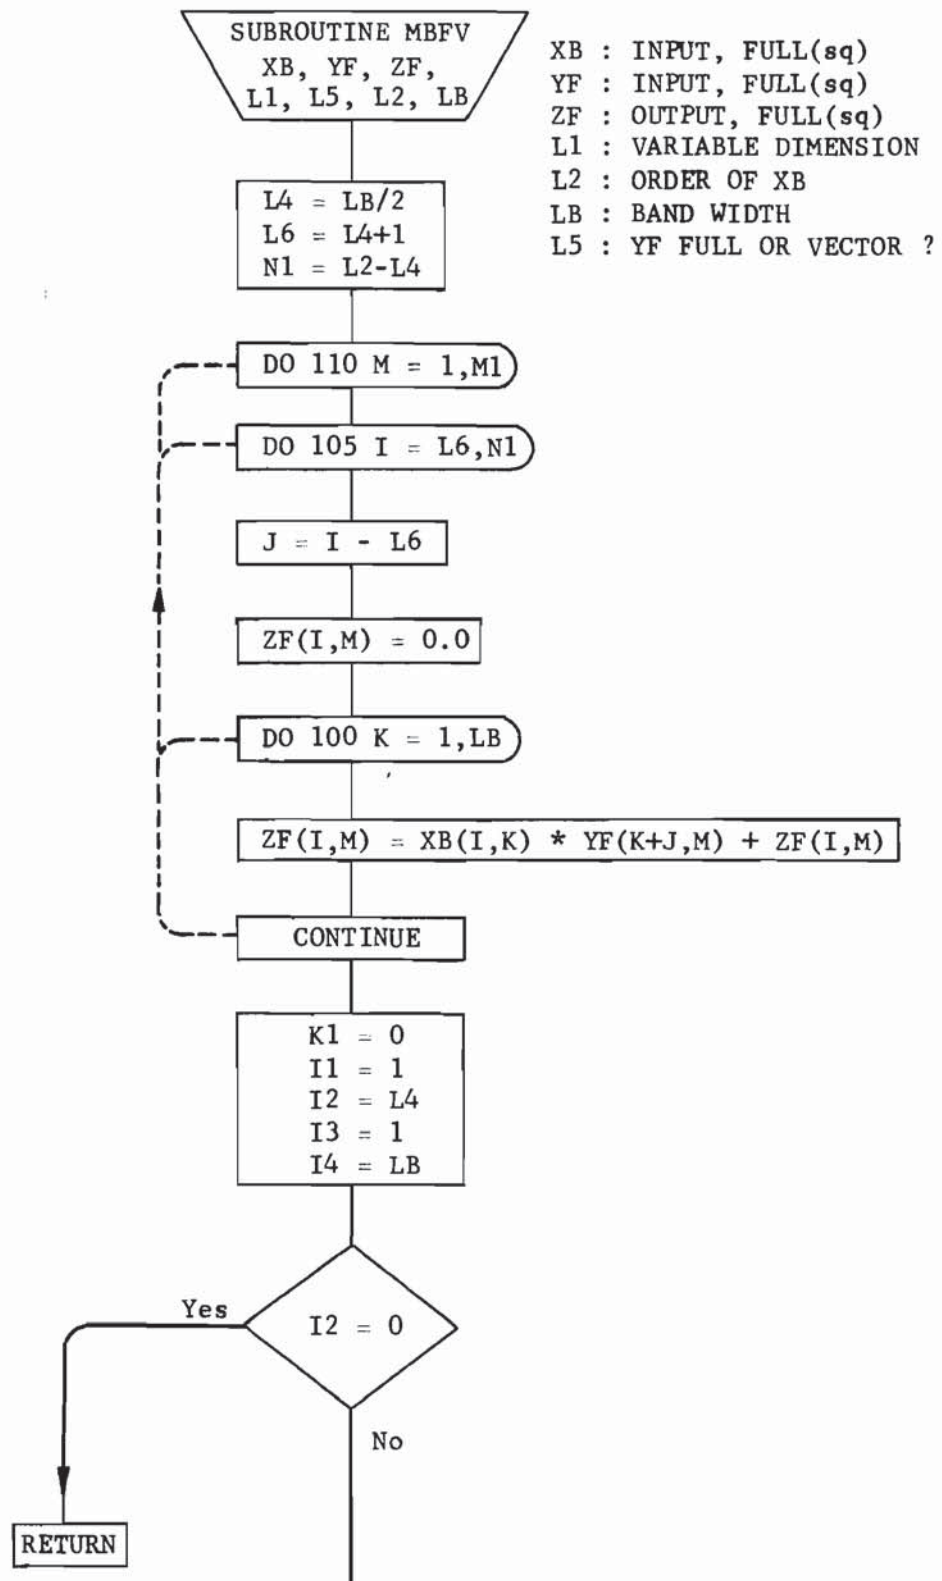 SUBROUTINE MBFV
XB, YF, ZF,
L1, L5, L2, LB
XB : INPUT, FULL(sq)
YF : INPUT, FULL(sq)
ZF : OUTPUT, FULL(sq)
L1 : VARIABLE DIMENSION
L2 : ORDER OF XB
LB : BAND WIDTH
L5 : YF FULL OR VECTOR ?
L4 = LB/2
L6 = L4+1
N1 = L2-L4
DO 110 M = 1,M1
DO 105 I = L6,N1
J = I - L6
ZF(I,M) = 0.0
DO 100 K = 1,LB
ZF(I,M) = XB(I,K) * YF(K+J,M) + ZF(I,M)
CONTINUE
K1 = 0
I1 = 1
I2 = L4
I3 = 1
I4 = LB
Yes
I2 = 0
No
RETURN